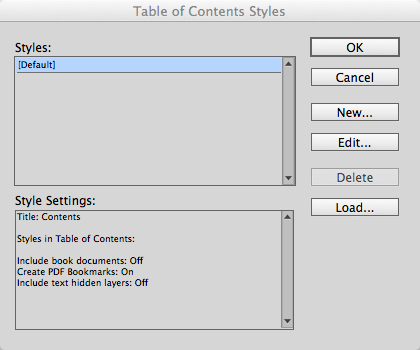 Table of Contents Styles
Styles:
[Default]
OK
Cancel
New...
Edit...
Delete
Load...
Style Settings:
Title: Contents
Styles in Table of Contents:
Include book documents: Off
Create PDF Bookmarks: On
Include text hidden layers: Off